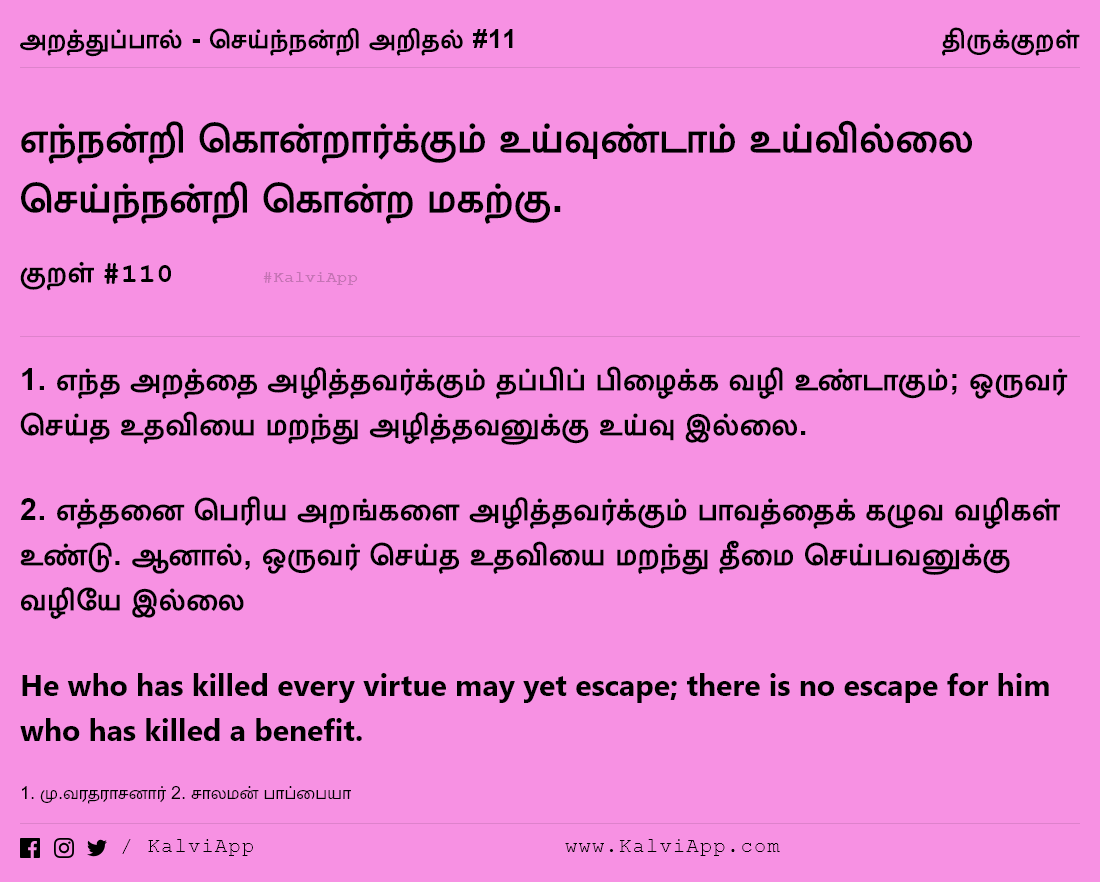 அறத்துப்பால் - செய்ந்நன்றி அறிதல் #11
திருக்குறள்
எந்நன்றி கொன்றார்க்கும் உய்வுண்டாம் உய்வில்லை
செய்ந்நன்றி கொன்ற மகற்கு.
குறள் #110
#KalviApp
1. எந்த அறத்தை அழித்தவர்க்கும் தப்பிப் பிழைக்க வழி உண்டாகும்; ஒருவர்
செய்த உதவியை மறந்து அழித்தவனுக்கு உய்வு இல்லை.
2. எத்தனை பெரிய அறங்களை அழித்தவர்க்கும் பாவத்தைக் கழுவ வழிகள்
உண்டு. ஆனால், ஒருவர் செய்த உதவியை மறந்து தீமை செய்பவனுக்கு
வழியே இல்லை
He who has killed every virtue may yet escape; there is no escape for him
who has killed a benefit.
1. மு.வரதராசனார் 2. சாலமன் பாப்பையா
/ KalviApp
www.KalviApp.com